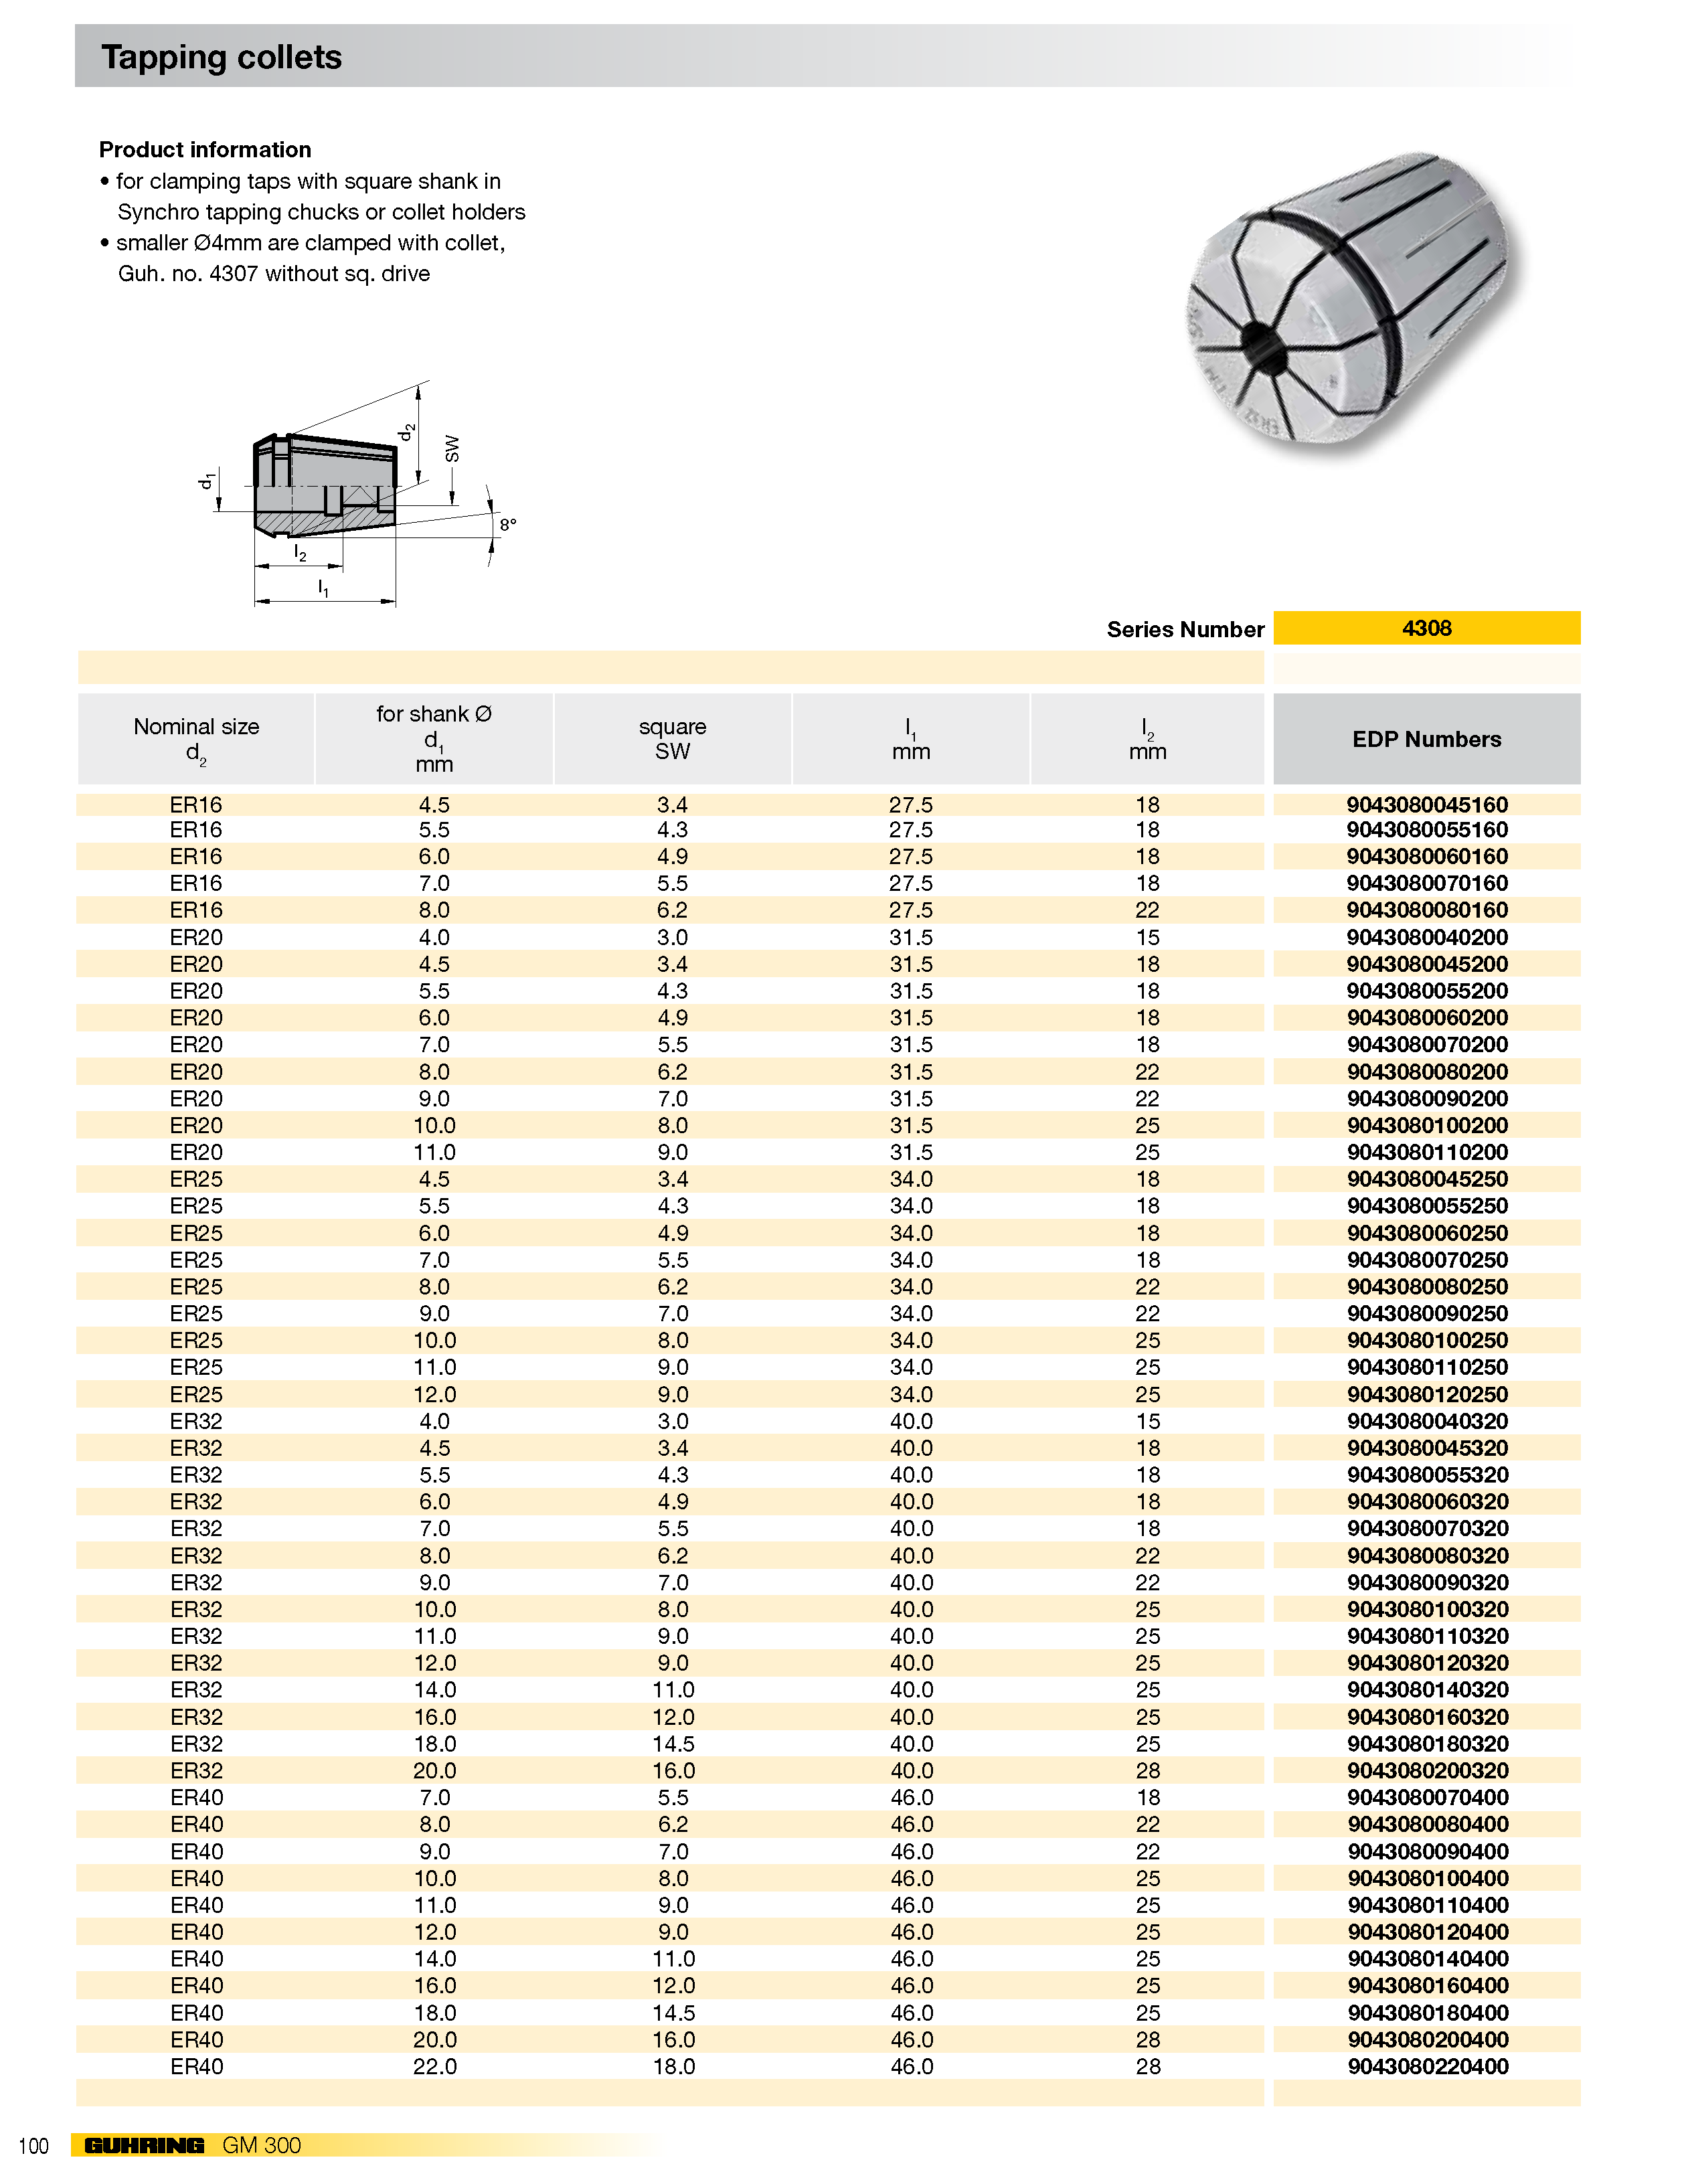 Tapping collets
Product information
• for clamping taps with square shank in
Synchro tapping chucks or collet holders
• smaller Ø4mm are clamped with collet,
Guh. no. 4307 without sq. drive
d1
d2
SW
8°
l2
l1
Series Number 4308
Nominal size d2 for shank Ø d1 mm square SW l1 mm l2 mm EDP Numbers
ER16 4.5 3.4 27.5 18 9043080045160
ER16 5.5 4.3 27.5 18 9043080055160
ER16 6.0 4.9 27.5 18 9043080060160
ER16 7.0 5.5 27.5 18 9043080070160
ER16 8.0 6.2 27.5 22 9043080080160
ER20 4.0 3.0 31.5 15 9043080040200
ER20 4.5 3.4 31.5 18 9043080045200
ER20 5.5 4.3 31.5 18 9043080055200
ER20 6.0 4.9 31.5 18 9043080060200
ER20 7.0 5.5 31.5 18 9043080070200
ER20 8.0 6.2 31.5 22 9043080080200
ER20 9.0 7.0 31.5 22 9043080090200
ER20 10.0 8.0 31.5 25 9043080100200
ER20 11.0 9.0 31.5 25 9043080110200
ER25 4.5 3.4 34.0 18 9043080045250
ER25 5.5 4.3 34.0 18 9043080055250
ER25 6.0 4.9 34.0 18 9043080060250
ER25 7.0 5.5 34.0 18 9043080070250
ER25 8.0 6.2 34.0 22 9043080080250
ER25 9.0 7.0 34.0 22 9043080090250
ER25 10.0 8.0 34.0 25 9043080100250
ER25 11.0 9.0 34.0 25 9043080110250
ER25 12.0 9.0 34.0 25 9043080120250
ER32 4.0 3.0 40.0 15 9043080040320
ER32 4.5 3.4 40.0 18 9043080045320
ER32 5.5 4.3 40.0 18 9043080055320
ER32 6.0 4.9 40.0 18 9043080060320
ER32 7.0 5.5 40.0 18 9043080070320
ER32 8.0 6.2 40.0 22 9043080080320
ER32 9.0 7.0 40.0 22 9043080090320
ER32 10.0 8.0 40.0 25 9043080100320
ER32 11.0 9.0 40.0 25 9043080110320
ER32 12.0 9.0 40.0 25 9043080120320
ER32 14.0 11.0 40.0 25 9043080140320
ER32 16.0 12.0 40.0 25 9043080160320
ER32 18.0 14.5 40.0 25 9043080180320
ER32 20.0 16.0 40.0 28 9043080200320
ER40 7.0 5.5 46.0 18 9043080070400
ER40 8.0 6.2 46.0 22 9043080080400
ER40 9.0 7.0 46.0 22 9043080090400
ER40 10.0 8.0 46.0 25 9043080100400
ER40 11.0 9.0 46.0 25 9043080110400
ER40 12.0 9.0 46.0 25 9043080120400
ER40 14.0 11.0 46.0 25 9043080140400
ER40 16.0 12.0 46.0 25 9043080160400
ER40 18.0 14.5 46.0 25 9043080180400
ER40 20.0 16.0 46.0 28 9043080200400
ER40 22.0 18.0 46.0 28 9043080220400
100 GUHRING GM 300